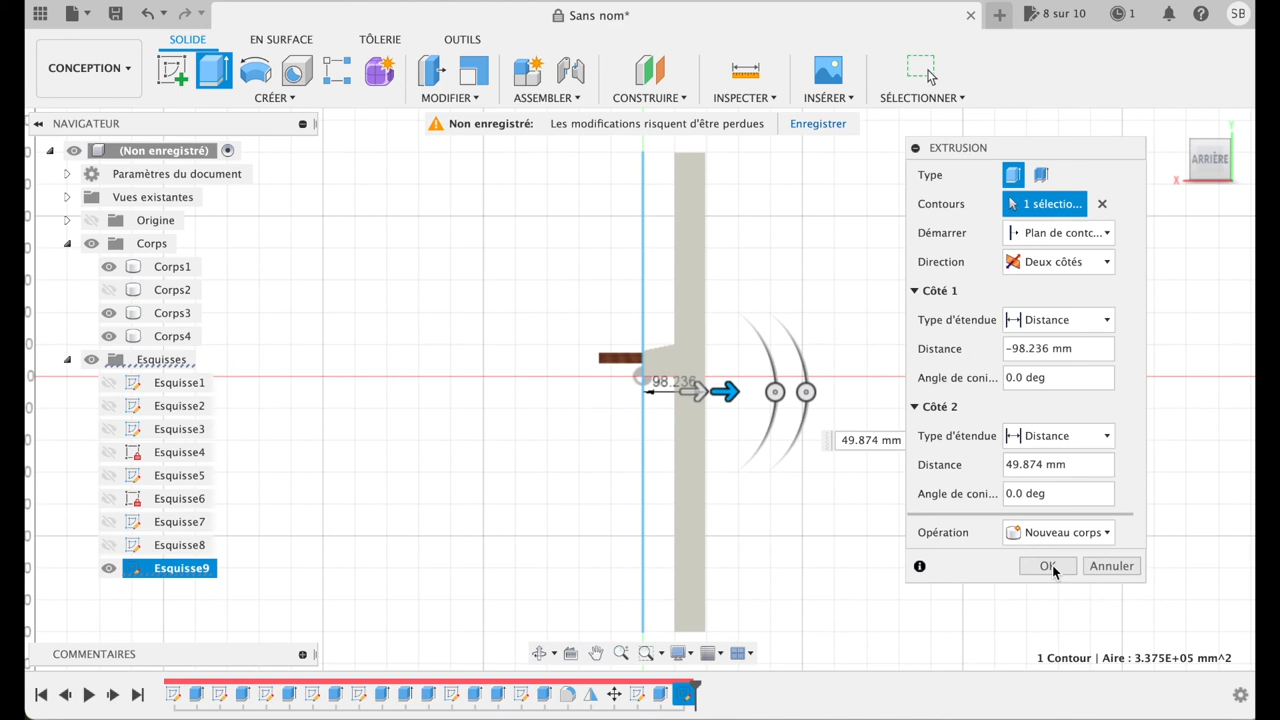 Sans nom*
8 sur 10
1
SB
CONCEPTION
SOLIDE
EN SURFACE
TÔLERIE
OUTILS
CRÉER
MODIFIER
ASSEMBLER
CONSTRUIRE
INSPECTER
INSÉRER
SÉLECTIONNER
NAVIGATEUR
Non enregistré:
Les modifications risquent d'être perdues
Enregistrer
(Non enregistré)
Paramètres du document
Vues existantes
Origine
Corps
Corps1
Corps2
Corps3
Corps4
Esquisses
Esquisse1
Esquisse2
Esquisse3
Esquisse4
Esquisse5
Esquisse6
Esquisse7
Esquisse8
Esquisse9
98.236
49.874 mm
Y
ARRIÈRE
X
EXTRUSION
Type
Contours
1 sélectio...
Démarrer
Plan de contc...
Direction
Deux côtés
Côté 1
Type d'étendue
Distance
Distance
-98.236 mm
Angle de coni...
0.0 deg
Côté 2
Type d'étendue
Distance
Distance
49.874 mm
Angle de coni...
0.0 deg
Opération
Nouveau corps
OK
Annuler
COMMENTAIRES
1 Contour | Aire : 3.375E+05 mm^2